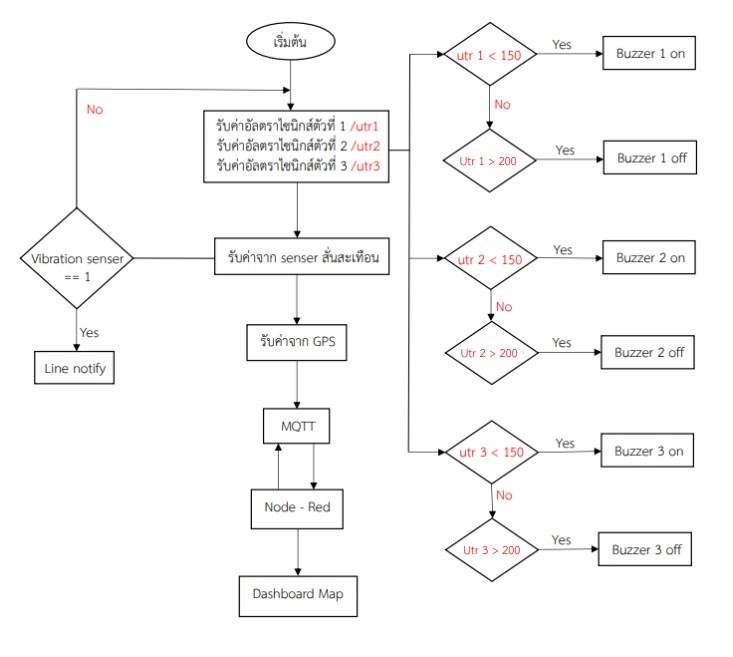 เริ่มต้น
No
รับค่าอัลตราโซนิกส์ตัวที่ 1 /utr1
รับค่าอัลตราโซนิกส์ตัวที่ 2 /utr2
รับค่าอัลตราโซนิกส์ตัวที่ 3 /utr3
Vibration senser
== 1
รับค่าจาก senser สั่นสะเทือน
Yes
Line notify
รับค่าจาก GPS
MQTT
Node - Red
Dashboard Map
utr 1 < 150
Yes
Buzzer 1 on
No
Utr 1 > 200
Yes
Buzzer 1 off
utr 2 < 150
Yes
Buzzer 2 on
No
Utr 2 > 200
Yes
Buzzer 2 off
utr 3 < 150
Yes
Buzzer 3 on
No
Utr 3 > 200
Yes
Buzzer 3 off